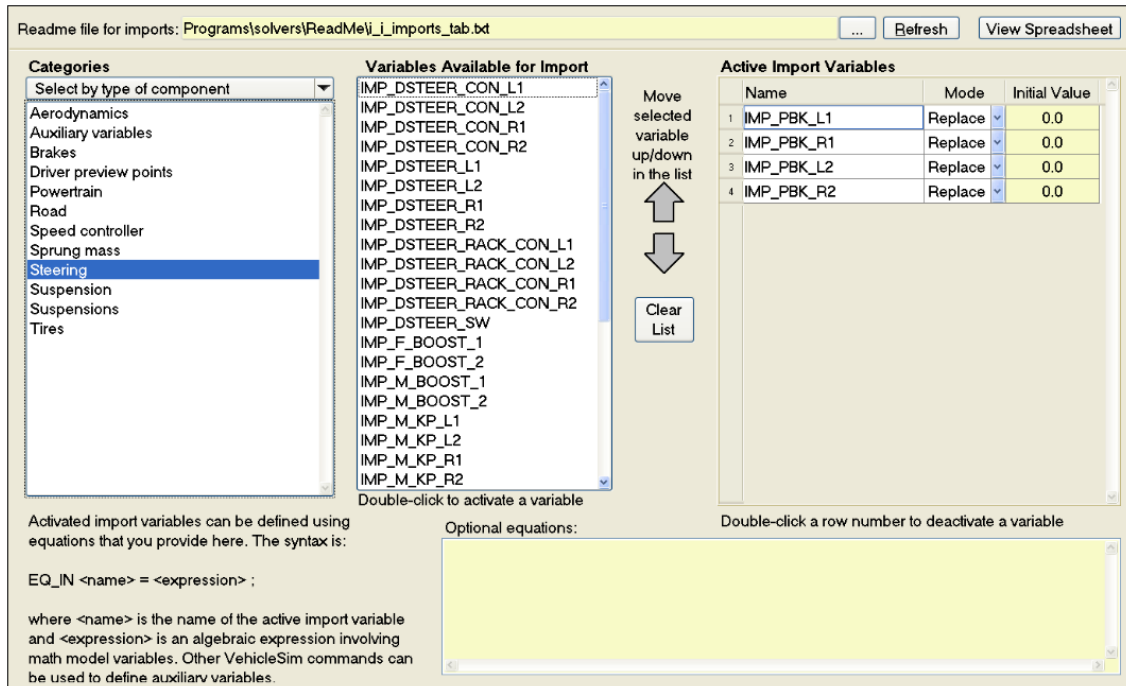 Readme file for imports: Programs\solvers\ReadMe\i_i_imports_tab.txt ... Refresh View Spreadsheet
Categories
Select by type of component
Aerodynamics
Auxiliary variables
Brakes
Driver preview points
Powertrain
Road
Speed controller
Sprung mass
Steering
Suspension
Suspensions
Tires
Variables Available for Import
IMP_DSTEER_CON_L1
IMP_DSTEER_CON_L2
IMP_DSTEER_CON_R1
IMP_DSTEER_CON_R2
IMP_DSTEER_L1
IMP_DSTEER_L2
IMP_DSTEER_R1
IMP_DSTEER_R2
IMP_DSTEER_RACK_CON_L1
IMP_DSTEER_RACK_CON_L2
IMP_DSTEER_RACK_CON_R1
IMP_DSTEER_RACK_CON_R2
IMP_DSTEER_SW
IMP_F_BOOST_1
IMP_F_BOOST_2
IMP_M_BOOST_1
IMP_M_BOOST_2
IMP_M_KP_L1
IMP_M_KP_L2
IMP_M_KP_R1
IMP_M_KP_R2
Double-click to activate a variable
Move
selected
variable
up/down
in the list
Clear
List
Active Import Variables
Name Mode Initial Value
1 IMP_PBK_L1 Replace 0.0
2 IMP_PBK_R1 Replace 0.0
3 IMP_PBK_L2 Replace 0.0
4 IMP_PBK_R2 Replace 0.0
Double-click a row number to deactivate a variable
Activated import variables can be defined using
equations that you provide here. The syntax is:
EQ_IN <name> = <expression> ;
where <name> is the name of the active import variable
and <expression> is an algebraic expression involving
math model variables. Other VehicleSim commands can
be used to define auxiliary variables.
Optional equations: